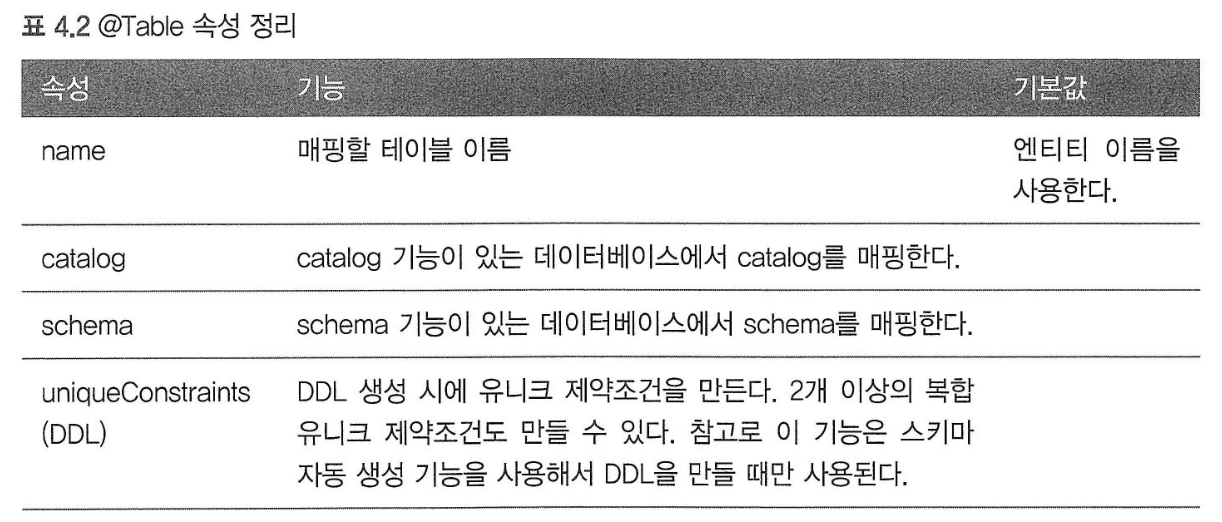 표 4.2 @Table 속성 정리
속성 기능 기본값
name 매핑할 테이블 이름 엔티티 이름을
사용한다.
catalog catalog 기능이 있는 데이터베이스에서 catalog를 매핑한다.
schema schema 기능이 있는 데이터베이스에서 schema를 매핑한다.
uniqueConstraints DDL 생성 시에 유니크 제약조건을 만든다. 2개 이상의 복합
(DDL) 유니크 제약조건도 만들 수 있다. 참고로 이 기능은 스키마
자동 생성 기능을 사용해서 DDL을 만들 때만 사용된다.